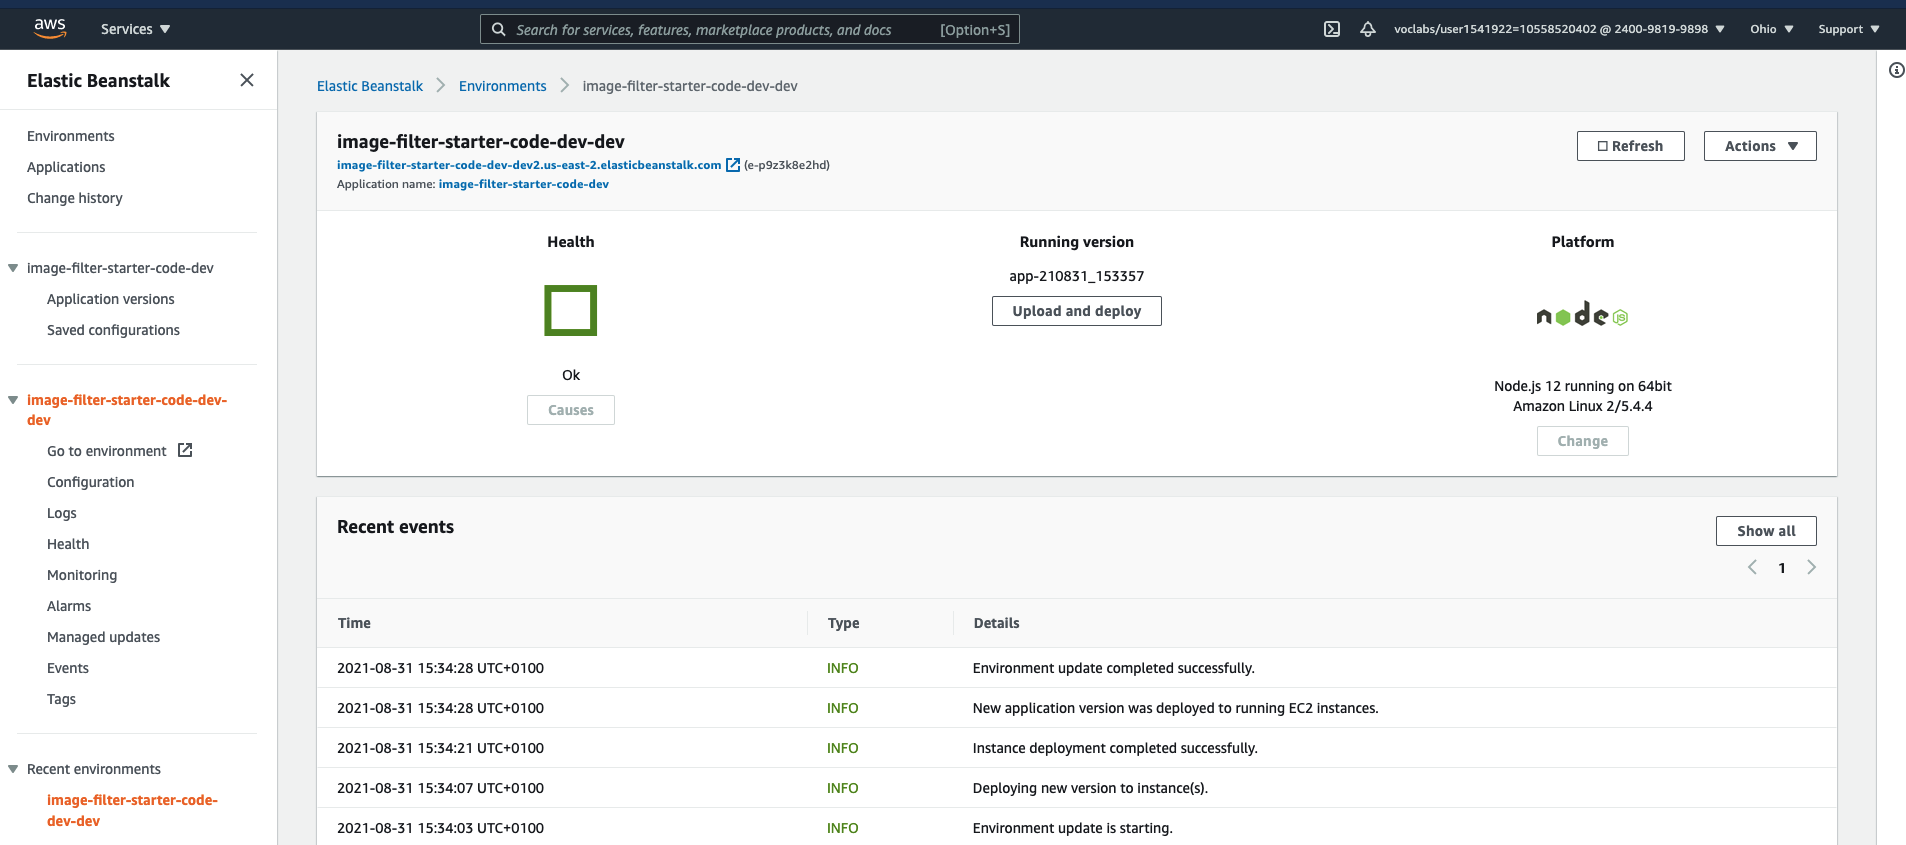 aws
Services
Search for services, features, marketplace products, and docs [Option+S]
voclabs/user1541922=10558520402 @ 2400-9819-9898
Ohio
Support
Elastic Beanstalk
Environments
Applications
Change history
image-filter-starter-code-dev
Application versions
Saved configurations
image-filter-starter-code-dev-
dev
Go to environment
Configuration
Logs
Health
Monitoring
Alarms
Managed updates
Events
Tags
Recent environments
image-filter-starter-code-
dev-dev
Elastic Beanstalk > Environments > image-filter-starter-code-dev-dev
image-filter-starter-code-dev-dev
image-filter-starter-code-dev-dev2.us-east-2.elasticbeanstalk.com (e-p9z3k8e2hd)
Application name: image-filter-starter-code-dev
Refresh
Actions
Health
Ok
Causes
Running version
app-210831_153357
Upload and deploy
Platform
node JS
Node.js 12 running on 64bit
Amazon Linux 2/5.4.4
Change
Recent events
Show all
1
Time Type Details
2021-08-31 15:34:28 UTC+0100 INFO Environment update completed successfully.
2021-08-31 15:34:28 UTC+0100 INFO New application version was deployed to running EC2 instances.
2021-08-31 15:34:21 UTC+0100 INFO Instance deployment completed successfully.
2021-08-31 15:34:07 UTC+0100 INFO Deploying new version to instance(s).
2021-08-31 15:34:03 UTC+0100 INFO Environment update is starting.